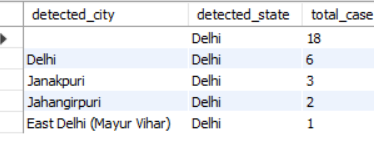 detected_city detected_state total_case
Delhi 18
Delhi Delhi 6
Janakpuri Delhi 3
Jahangirpuri Delhi 2
East Delhi (Mayur Vihar) Delhi 1